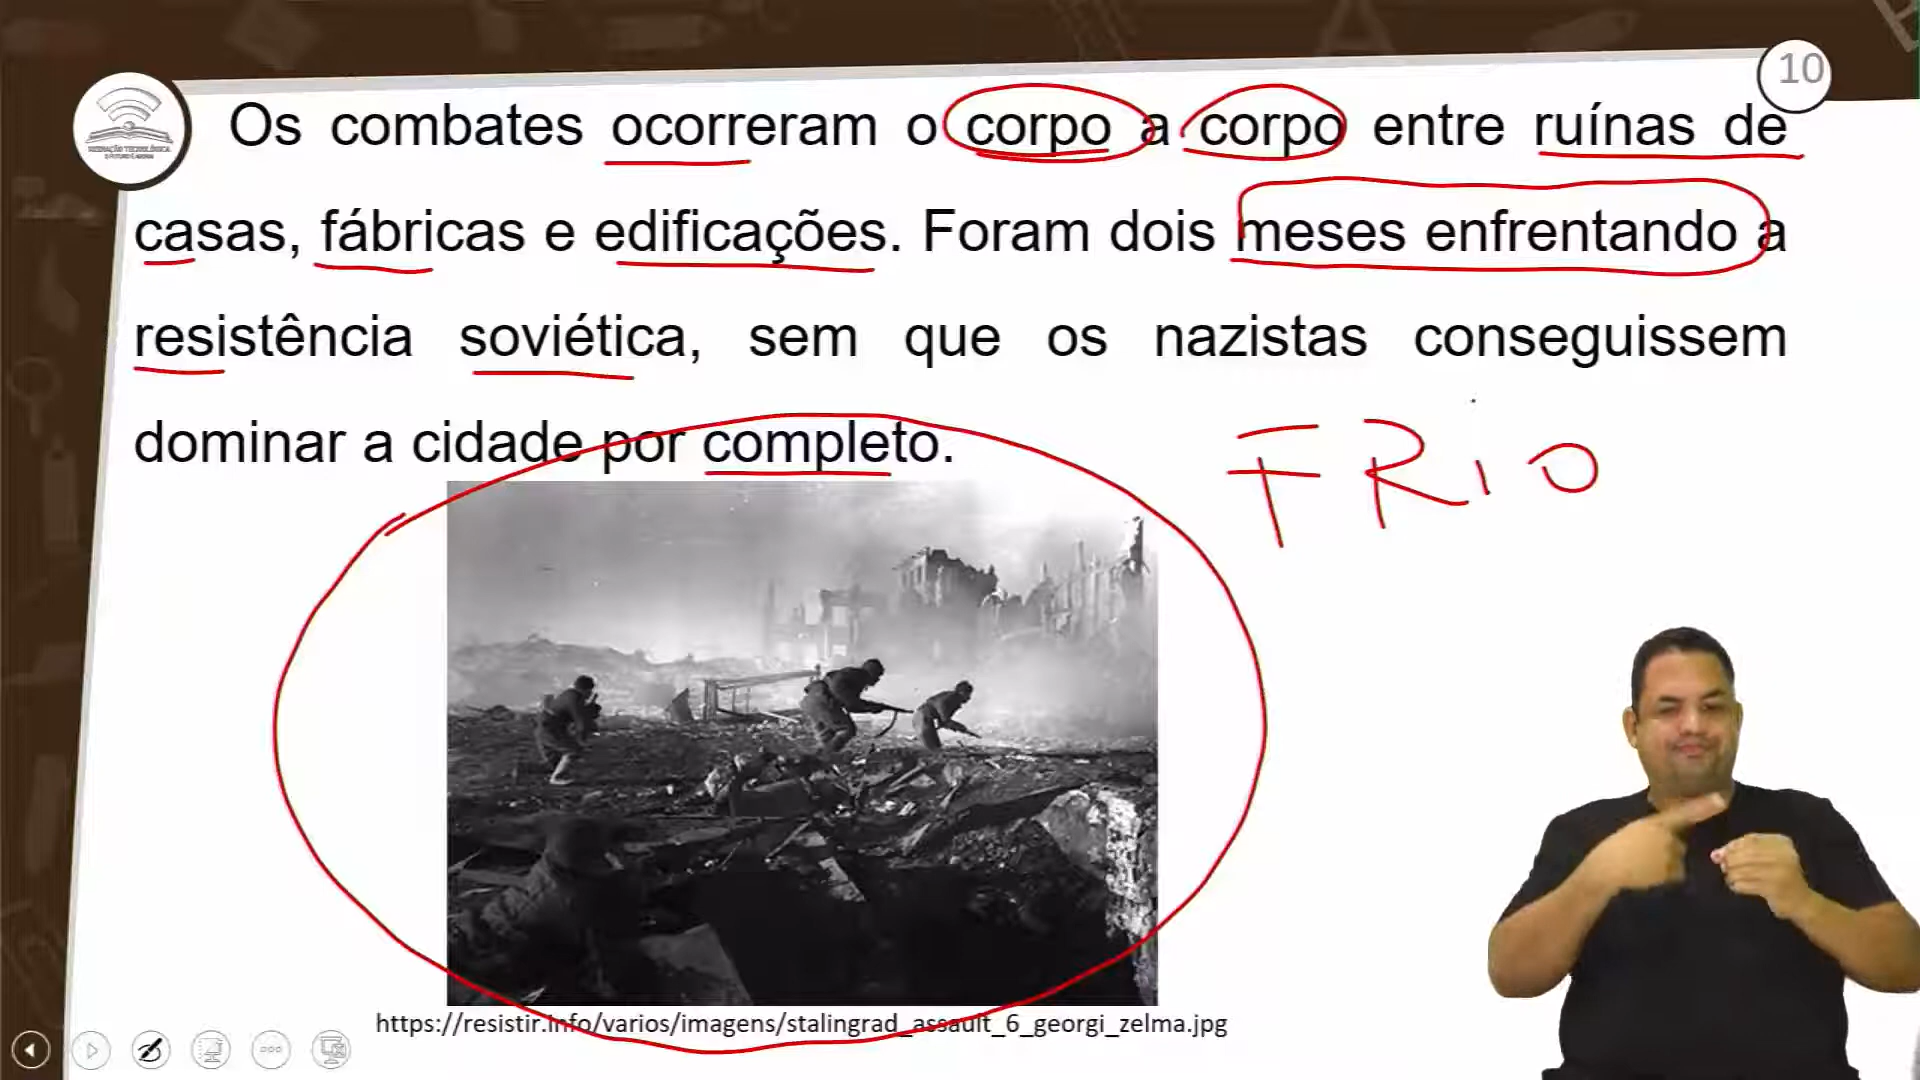 10
Os combates ocorreram o corpo a corpo entre ruínas de
casas, fábricas e edificações. Foram dois meses enfrentando a
resistência soviética, sem que os nazistas conseguissem
dominar a cidade por completo.
FRIO
https://resistir.info/varios/imagens/stalingrad_assault_6_georgi_zelma.jpg